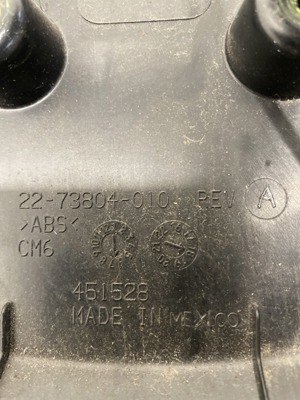 22-73804-010 REV A
>ABS<
CM6
451528
MADE IN MEXICO